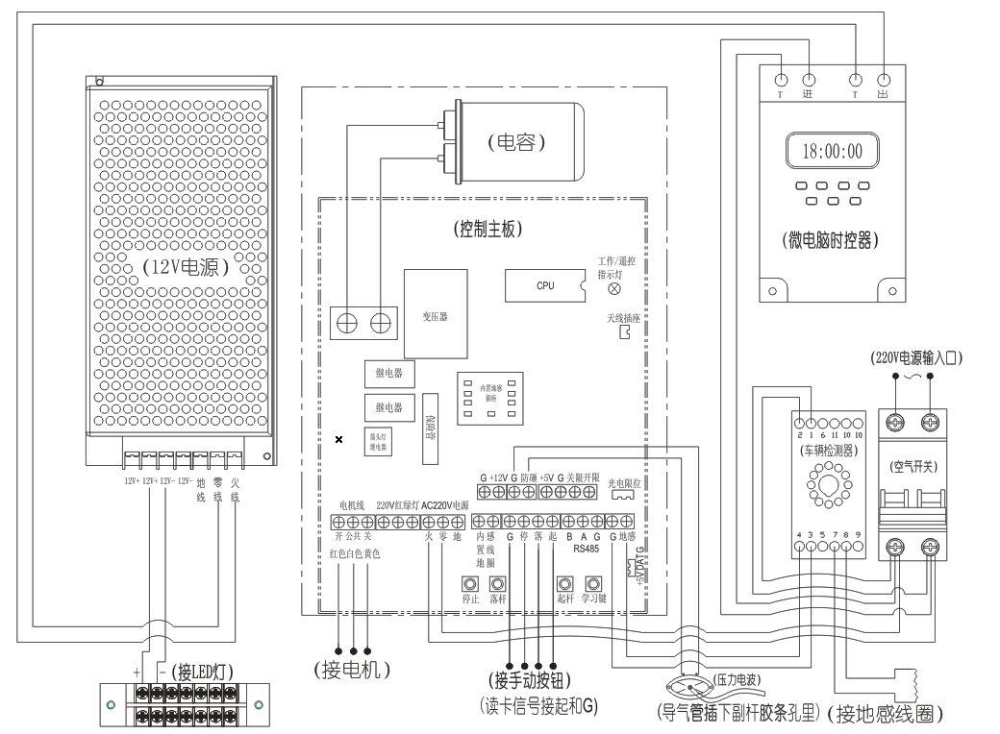 T 进 T 出
18:00:00
(微电脑时控器)
(电容)
(控制主板)
(12V电源)
工作/遥控
指示灯
CPU
天线插座
变压器
继电器
继电器
箭头灯
继电器
保险管
内置地感
插座
(220V电源输入口)
2 1 6 11 10 10
(车辆检测器)
4 3 5 7 8 9
(空气开关)
12V+ 12V+ 12V- 12V- 地线 零线 火线
G +12V G 防砸 +5V G 关限开限
光电限位
电机线 220V红绿灯 AC220V电源
开 公共 关
红色白色黄色
火 零 地
内置地 感线圈
G 停 落 起 B A G G 地感
RS485
+5VDATG
停止 落杆 起杆 学习键
+ - (接LED灯)
(接电机)
(接手动按钮)
(读卡信号接起和G)
(压力电波)
(导气管插下副杆胶条孔里)
(接地感线圈)